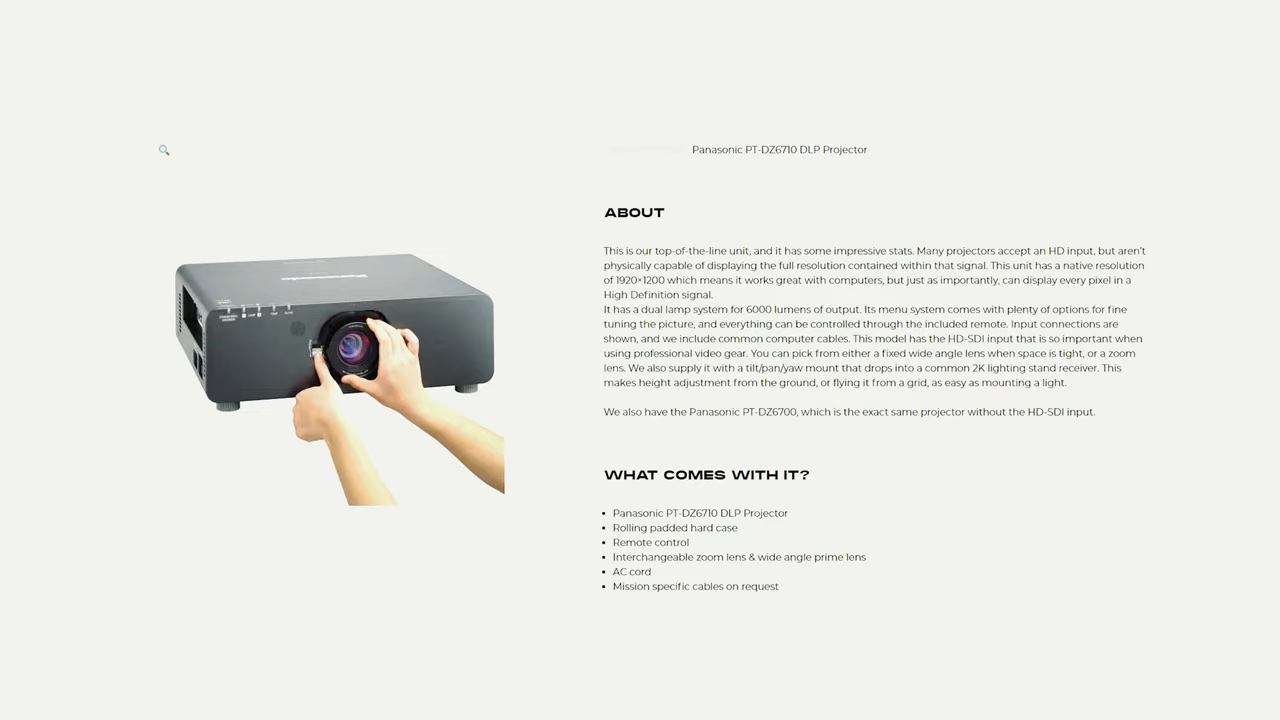 Panasonic PT-DZ6710 DLP Projector
ABOUT
This is our top-of-the-line unit, and it has some impressive stats. Many projectors accept an HD input, but aren't
physically capable of displaying the full resolution contained within that signal. This unit has a native resolution
of 1920×1200 which means it works great with computers, but just as importantly, can display every pixel in a
High Definition signal.
It has a dual lamp system for 6000 lumens of output. Its menu system comes with plenty of options for fine
tuning the picture, and everything can be controlled through the included remote. Input connections are
shown, and we include common computer cables. This model has the HD-SDI input that is so important when
using professional video gear. You can pick from either a fixed wide angle lens when space is tight, or a zoom
lens. We also supply it with a tilt/pan/yaw mount that drops into a common 2K lighting stand receiver. This
makes height adjustment from the ground, or flying it from a grid, as easy as mounting a light.
We also have the Panasonic PT-DZ6700, which is the exact same projector without the HD-SDI input.
WHAT COMES WITH IT?
• Panasonic PT-DZ6710 DLP Projector
• Rolling padded hard case
• Remote control
• Interchangeable zoom lens & wide angle prime lens
• AC cord
• Mission specific cables on request